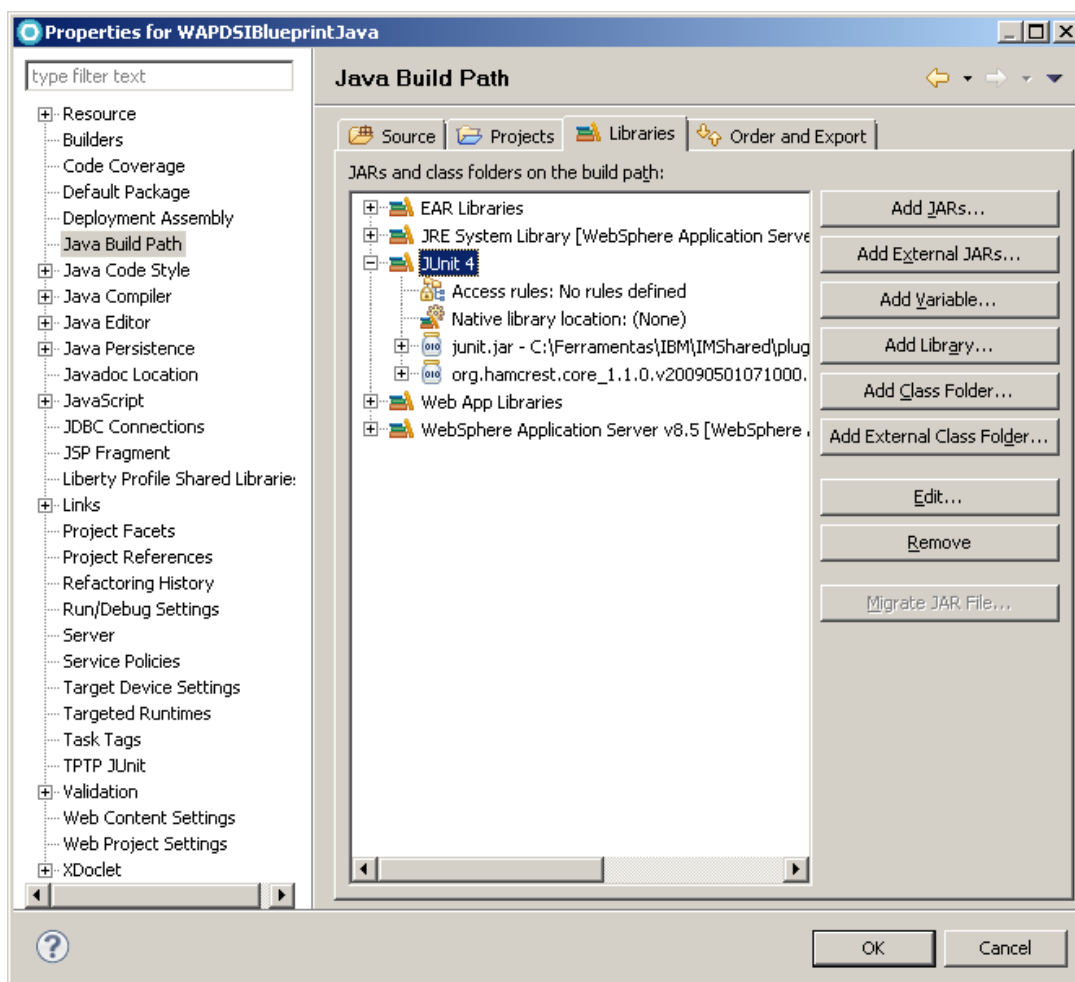 Properties for WAPDSIBlueprintJava
type filter text
Resource
Builders
Code Coverage
Default Package
Deployment Assembly
Java Build Path
Java Code Style
Java Compiler
Java Editor
Java Persistence
Javadoc Location
JavaScript
JDBC Connections
JSP Fragment
Liberty Profile Shared Librarie
Links
Project Facets
Project References
Refactoring History
Run/Debug Settings
Server
Service Policies
Target Device Settings
Targeted Runtimes
Task Tags
TPTP JUnit
Validation
Web Content Settings
Web Project Settings
XDoclet
Java Build Path
Source
Projects
Libraries
Order and Export
JARs and class folders on the build path:
EAR Libraries
JRE System Library [WebSphere Application Serve
JUnit 4
Access rules: No rules defined
Native library location: (None)
junit.jar - C:\Ferramentas\IBM\IMShared\plug
org.hamcrest.core_1.1.0.v20090501071000.
Web App Libraries
WebSphere Application Server v8.5 [WebSphere
Add JARs...
Add External JARs...
Add Variable...
Add Library...
Add Class Folder...
Add External Class Folder...
Edit...
Remove
Migrate JAR File...
OK
Cancel